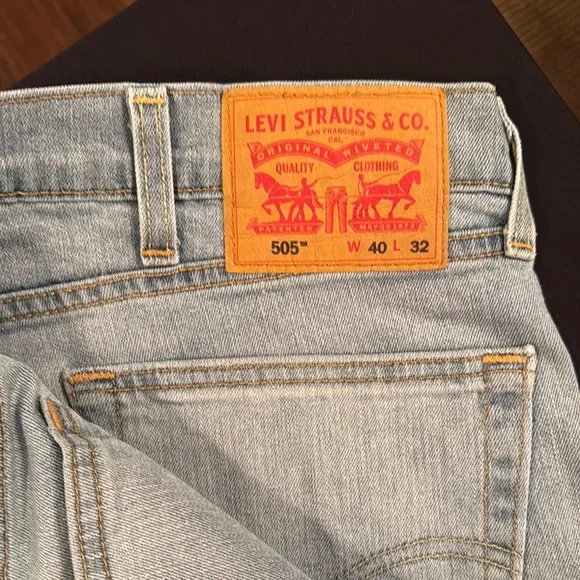 LEVI STRAUSS & CO.
SAN FRANCISCO
CAL.
ORIGINAL RIVETED
QUALITY CLOTHING
PATENTED MAY 20 1873
505™ W 40 L 32